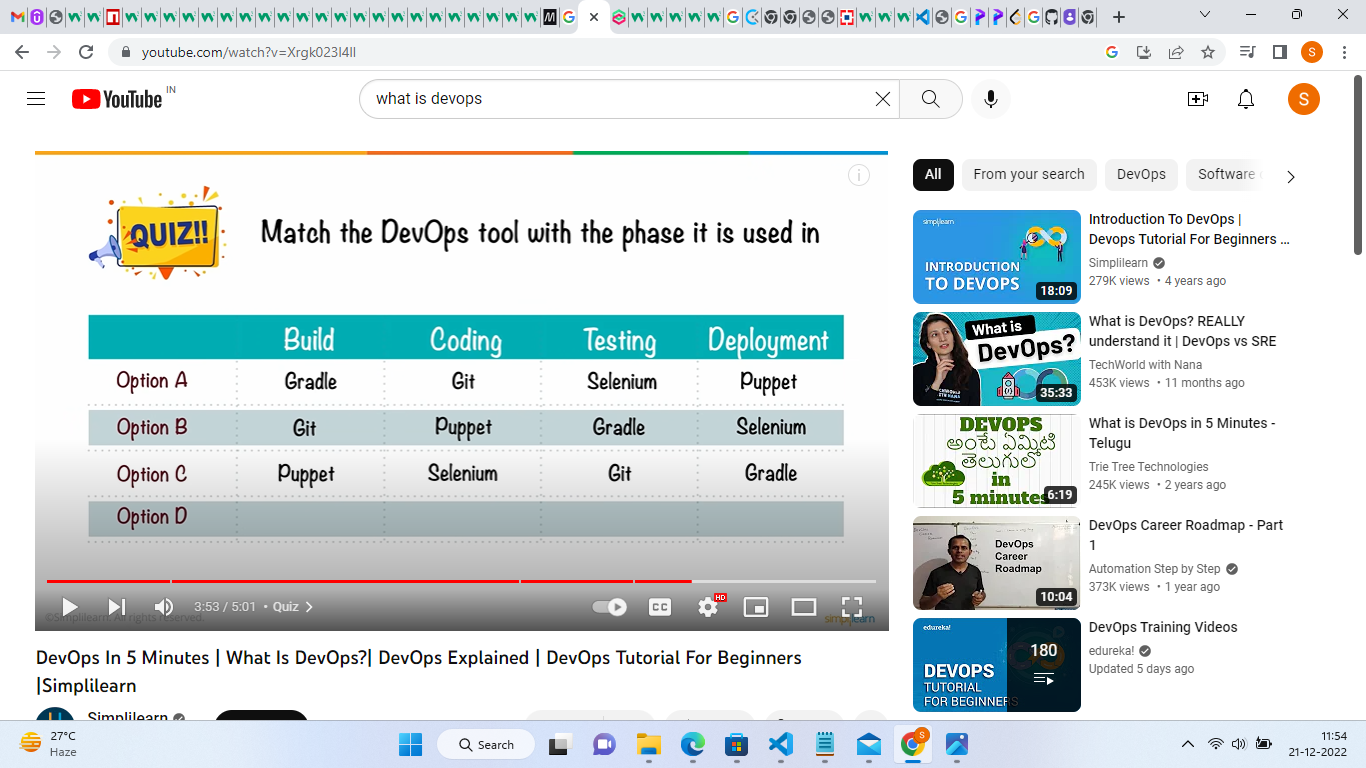 youtube.com/watch?v=Xrgk023l4lI
YouTube IN
what is devops
S
S
QUIZ!!
Match the DevOps tool with the phase it is used in
Build Coding Testing Deployment
Option A Gradle Git Selenium Puppet
Option B Git Puppet Gradle Selenium
Option C Puppet Selenium Git Gradle
Option D
3:53 / 5:01 • Quiz
CC
HD
©Simplilearn. All rights reserved.
simplilearn
DevOps In 5 Minutes | What Is DevOps?| DevOps Explained | DevOps Tutorial For Beginners
|Simplilearn
Simplilearn
All
From your search
DevOps
Software
simplilearn
INTRODUCTION
TO DEVOPS
18:09
Introduction To DevOps |
Devops Tutorial For Beginners ...
Simplilearn
279K views • 4 years ago
What is
DevOps?
35:33
What is DevOps? REALLY
understand it | DevOps vs SRE
TechWorld with Nana
453K views • 11 months ago
DEVOPS
అంటే ఏమిటి
తెలుగులో
in
5 minutes
6:19
What is DevOps in 5 Minutes -
Telugu
Trie Tree Technologies
245K views • 2 years ago
DevOps
Career
Roadmap
10:04
DevOps Career Roadmap - Part
1
Automation Step by Step
373K views • 1 year ago
edureka!
DEVOPS
TUTORIAL
FOR BEGINNERS
180
DevOps Training Videos
edureka!
Updated 5 days ago
27°C
Haze
Search
S
11:54
21-12-2022